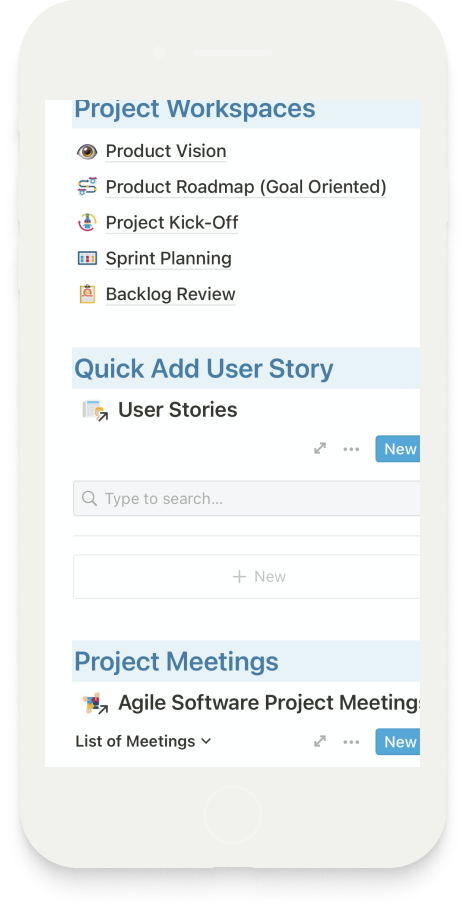 Project Workspaces
Product Vision
Product Roadmap (Goal Oriented)
Project Kick-Off
Sprint Planning
Backlog Review
Quick Add User Story
User Stories
New
Type to search...
+ New
Project Meetings
Agile Software Project Meetings
List of Meetings
New